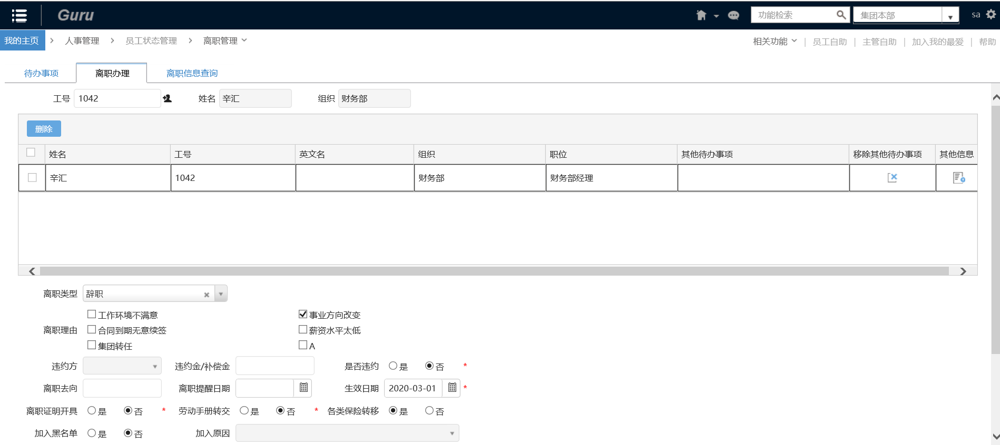 Guru 功能检索 集团本部 sa
我的主页 人事管理 员工状态管理 离职管理 相关功能 | 员工自助 | 主管自助 | 加入我的最爱 | 帮助
待办事项 离职办理 离职信息查询
工号 1042 姓名 辛汇 组织 财务部
删除
姓名 工号 英文名 组织 职位 其他待办事项 移除其他待办事项 其他信息
辛汇 1042 财务部 财务部经理
离职类型 辞职
工作环境不满意 事业方向改变
离职理由 合同到期无意续签 薪资水平太低
集团转任 A
违约方 违约金/补偿金 是否违约 是 否 *
离职去向 离职提醒日期 生效日期 2020-03-01 *
离职证明开具 是 否 * 劳动手册转交 是 否 * 各类保险转移 是 否
加入黑名单 是 否 加入原因